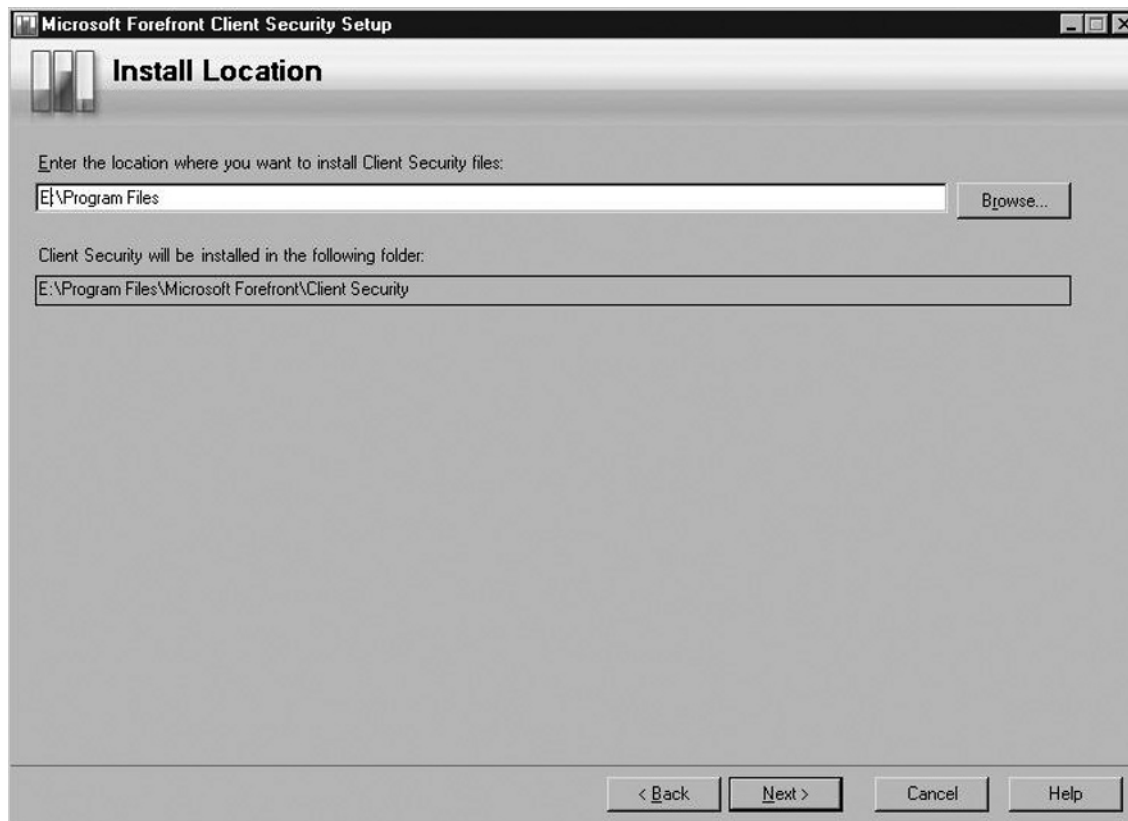 Microsoft Forefront Client Security Setup
Install Location
Enter the location where you want to install Client Security files:
E:\Program Files
Browse...
Client Security will be installed in the following folder:
E:\Program Files\Microsoft Forefront\Client Security
< Back Next > Cancel Help